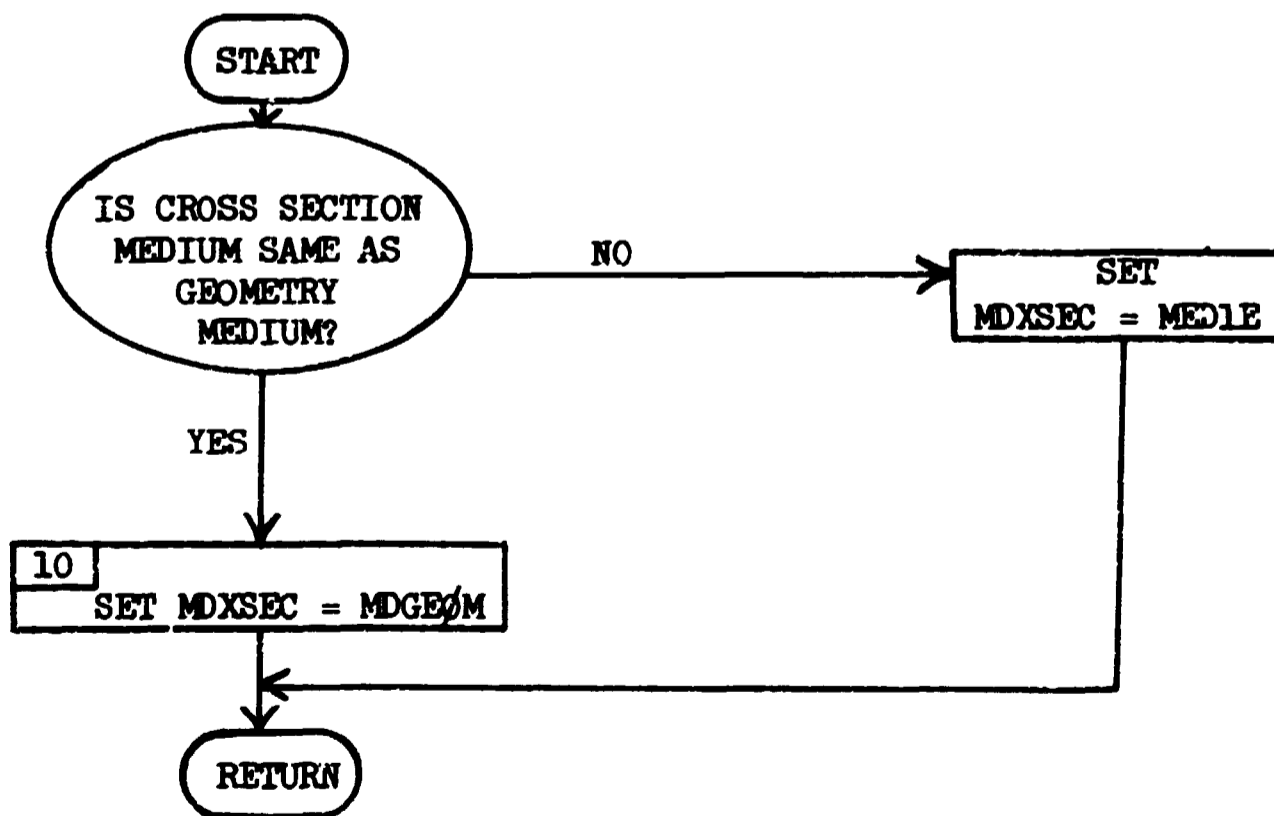 START
IS CROSS SECTION
MEDIUM SAME AS
GEOMETRY
MEDIUM?
NO
SET
MDXSEC = MED1E
YES
10
SET MDXSEC = MDGEØM
RETURN